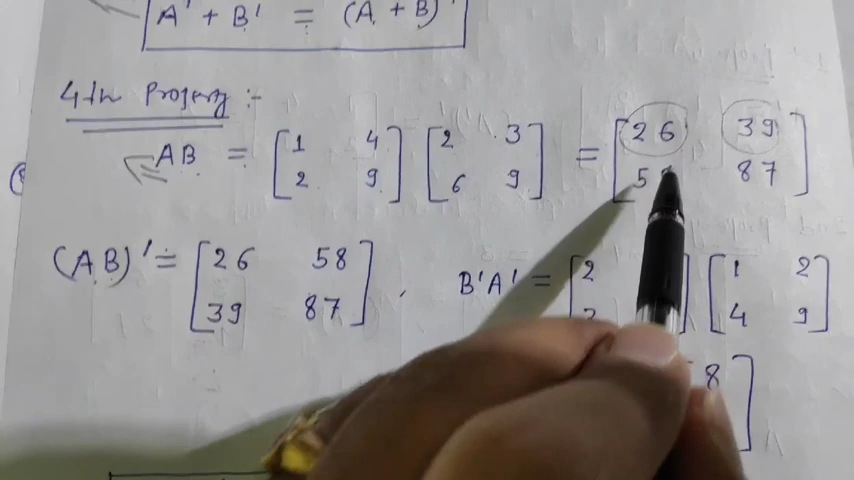 A' + B' = (A + B)'
4th Property :-
AB = [1 4 2 9] [2 3 6 9] = [26 39 5 87]
(AB)' = [26 58 39 87] , B'A' = [2 ] [1 2 4 9]
8